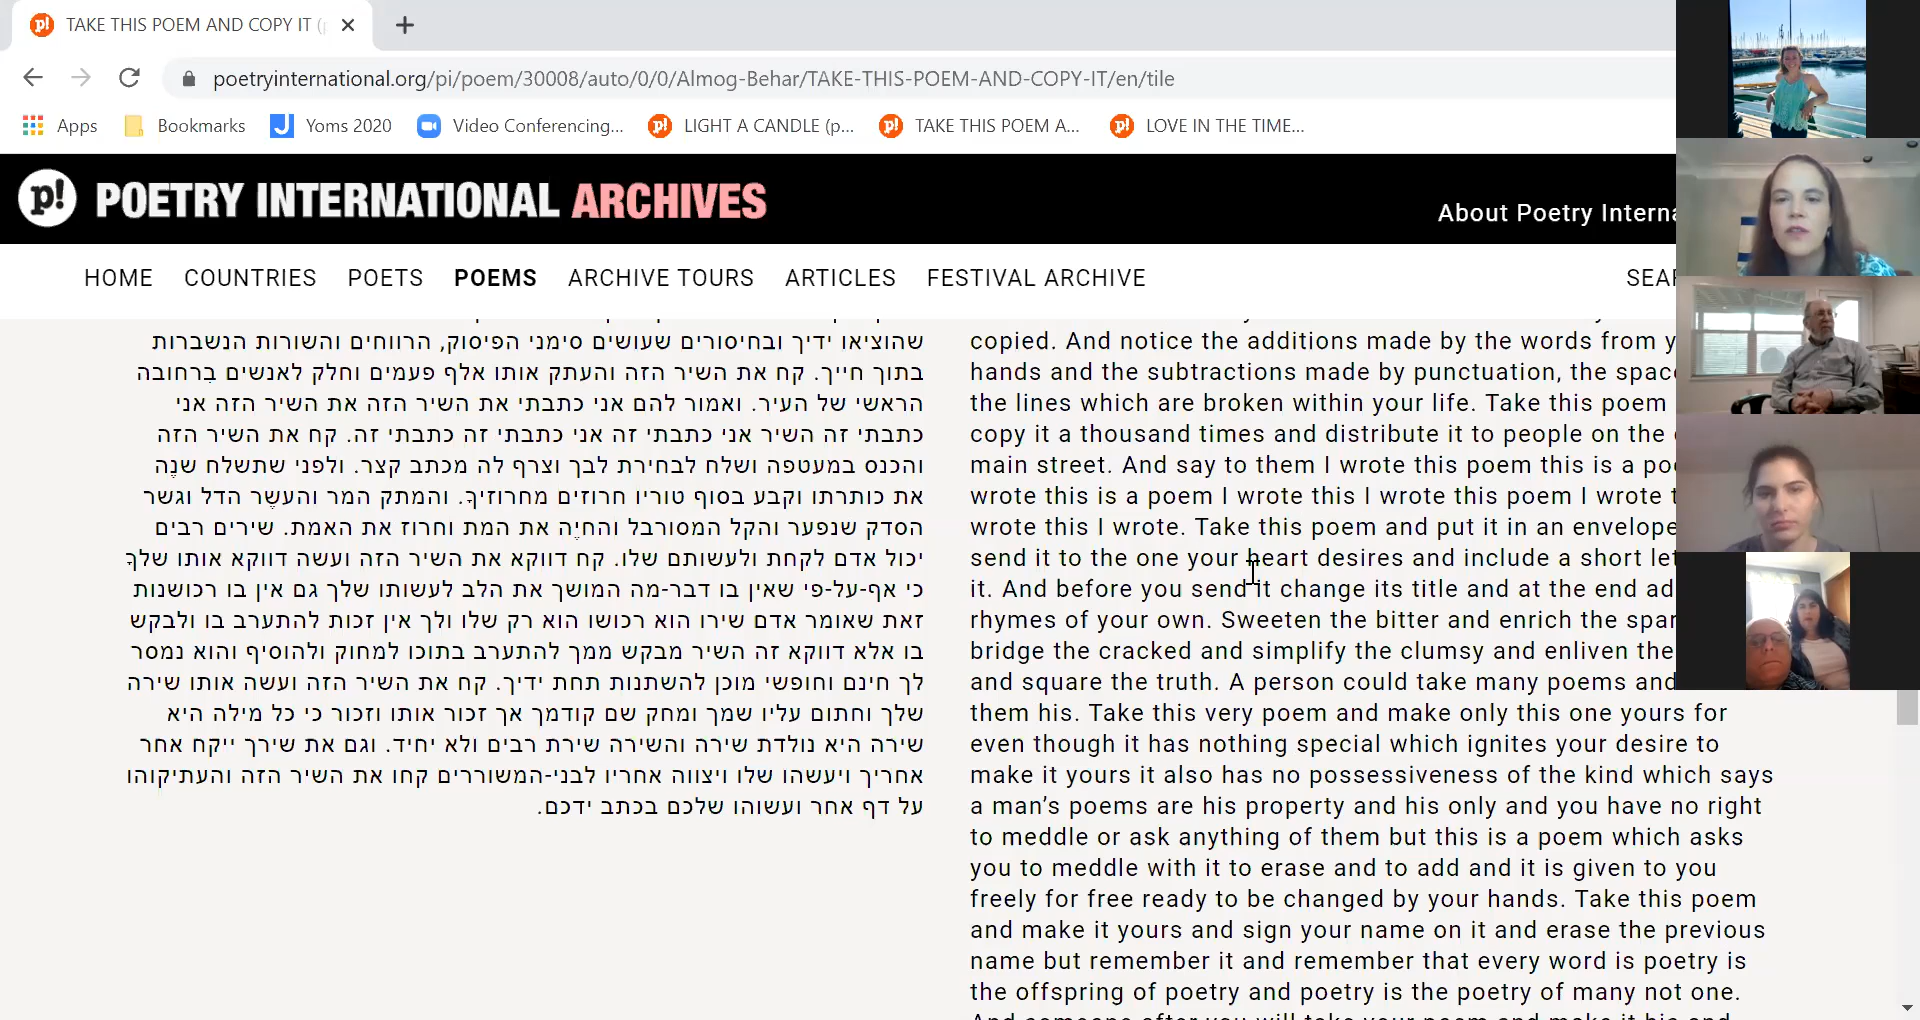 TAKE THIS POEM AND COPY IT
poetryinternational.org/pi/poem/30008/auto/0/0/Almog-Behar/TAKE-THIS-POEM-AND-COPY-IT/en/tile
Apps Bookmarks Yoms 2020 Video Conferencing... LIGHT A CANDLE (p... TAKE THIS POEM A... LOVE IN THE TIME...
p! POETRY INTERNATIONAL ARCHIVES
About Poetry Interna
HOME COUNTRIES POETS POEMS ARCHIVE TOURS ARTICLES FESTIVAL ARCHIVE SEAR
שהוציאו ידיך ובחיסורים שעושים סימני הפיסוק, הרווחים והשורות הנשברות
בתוך חייך. קח את השיר הזה והעתק אותו אלף פעמים וחלק לאנשים בִרחובה
הראשי של העיר. ואמור להם אני כתבתי את השיר הזה את השיר הזה אני
כתבתי זה השיר אני כתבתי זה אני כתבתי זה כתבתי זה. קח את השיר הזה
והכנס במעטפה ושלח לבחירת לבך וצרף לה מכתב קצר. ולפני שתשלח שנֶה
את כותרתו וקבע בסוף טוריו חרוזים מחרוזיךָ. והמתק המר והעשֶר הדל וגשר
הסדק שנפער והקל המסורבל והחיֶה את המת וחרוז את האמת. שירים רבים
יכול אדם לקחת ולעשותם שלו. קח דווקא את השיר הזה ועשה דווקא אותו שלךָ
כי אף-על-פי שאין בו דבר-מה המושך את הלב לעשותו שלך גם אין בו רכושנות
זאת שאומר אדם שירו הוא רכושו הוא רק שלו ולך אין זכות להתערב בו ולבקש
בו אלא דווקא זה השיר מבקש ממך להתערב בתוכו למחוק ולהוסיף והוא נמסר
לך חינם וחופשי מוכן להשתנות תחת ידיך. קח את השיר הזה ועשה אותו שירה
שלך וחתום עליו שמך ומחק שם קודמך אך זכור אותו וזכור כי כל מילה היא
שירה היא נולדת שירה והשירה שירת רבים ולא יחיד. וגם את שירך ייקח אחר
אחריך ויעשהו שלו ויצווה אחריו לבני-המשוררים קחו את השיר הזה והעתיקוהו
על דף אחר ועשוהו שלכם בכתב ידכם.
copied. And notice the additions made by the words from y
hands and the subtractions made by punctuation, the spac
the lines which are broken within your life. Take this poem
copy it a thousand times and distribute it to people on the
main street. And say to them I wrote this poem this is a po
wrote this is a poem I wrote this I wrote this poem I wrote t
wrote this I wrote. Take this poem and put it in an envelope
send it to the one your heart desires and include a short let
it. And before you send it change its title and at the end ad
rhymes of your own. Sweeten the bitter and enrich the spar
bridge the cracked and simplify the clumsy and enliven the
and square the truth. A person could take many poems and
them his. Take this very poem and make only this one yours for
even though it has nothing special which ignites your desire to
make it yours it also has no possessiveness of the kind which says
a man’s poems are his property and his only and you have no right
to meddle or ask anything of them but this is a poem which asks
you to meddle with it to erase and to add and it is given to you
freely for free ready to be changed by your hands. Take this poem
and make it yours and sign your name on it and erase the previous
name but remember it and remember that every word is poetry is
the offspring of poetry and poetry is the poetry of many not one.